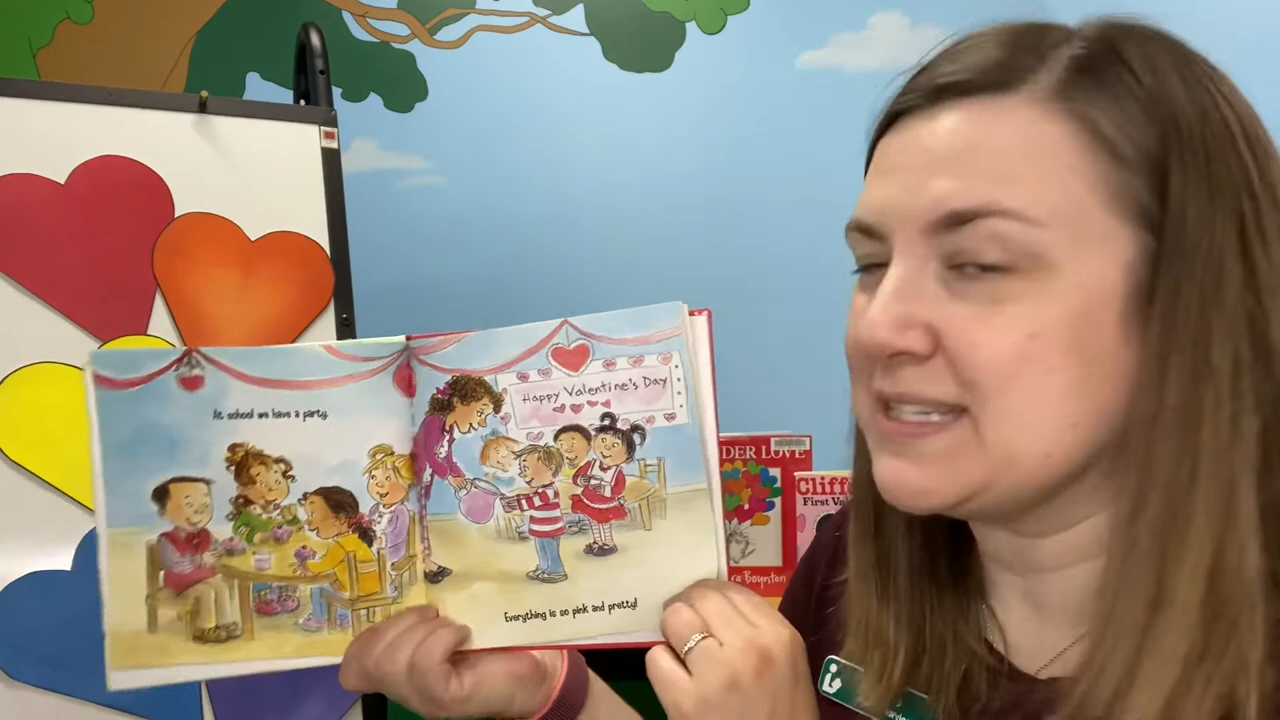 At school we have a party.
Happy Valentine's Day
Everything is so pink and pretty!
DER LOVE
ra Boynton
Cliff
First Va